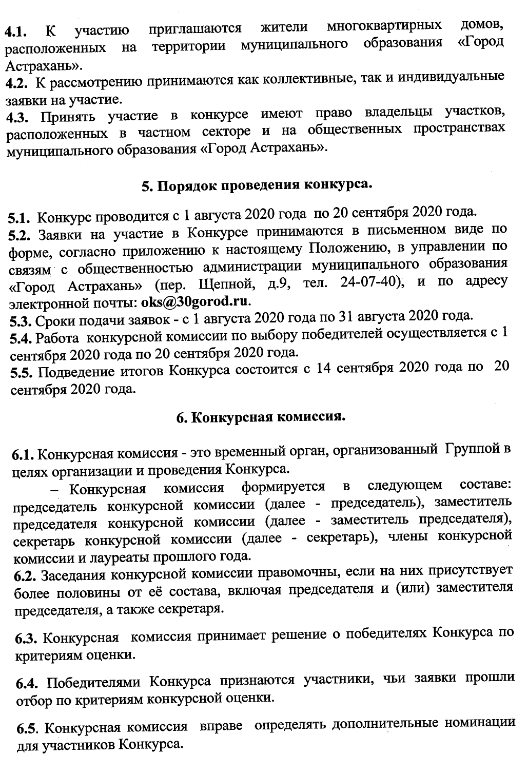 4.1. К участию приглашаются жители многоквартирных домов,
расположенных на территории муниципального образования «Город
Астрахань».
4.2. К рассмотрению принимаются как коллективные, так и индивидуальные
заявки на участие.
4.3. Принять участие в конкурсе имеют право владельцы участков,
расположенных в частном секторе и на общественных пространствах
муниципального образования «Город Астрахань».
5. Порядок проведения конкурса.
5.1. Конкурс проводится с 1 августа 2020 года по 20 сентября 2020 года.
5.2. Заявки на участие в Конкурсе принимаются в письменном виде по
форме, согласно приложению к настоящему Положению, в управлении по
связям с общественностью администрации муниципального образования
«Город Астрахань» (пер. Щепной, д.9, тел. 24-07-40), и по адресу
электронной почты: oks@30gorod.ru.
5.3. Сроки подачи заявок - с 1 августа 2020 года по 31 августа 2020 года.
5.4. Работа конкурсной комиссии по выбору победителей осуществляется с 1
сентября 2020 года по 20 сентября 2020 года.
5.5. Подведение итогов Конкурса состоится с 14 сентября 2020 года по 20
сентября 2020 года.
6. Конкурсная комиссия.
6.1. Конкурсная комиссия - это временный орган, организованный Группой в
целях организации и проведения Конкурса.
– Конкурсная комиссия формируется в следующем составе:
председатель конкурсной комиссии (далее - председатель), заместитель
председателя конкурсной комиссии (далее - заместитель председателя),
секретарь конкурсной комиссии (далее - секретарь), члены конкурсной
комиссии и лауреаты прошлого года.
6.2. Заседания конкурсной комиссии правомочны, если на них присутствует
более половины от её состава, включая председателя и (или) заместителя
председателя, а также секретаря.
6.3. Конкурсная комиссия принимает решение о победителях Конкурса по
критериям оценки.
6.4. Победителями Конкурса признаются участники, чьи заявки прошли
отбор по критериям конкурсной оценки.
6.5. Конкурсная комиссия вправе определять дополнительные номинации
для участников Конкурса.